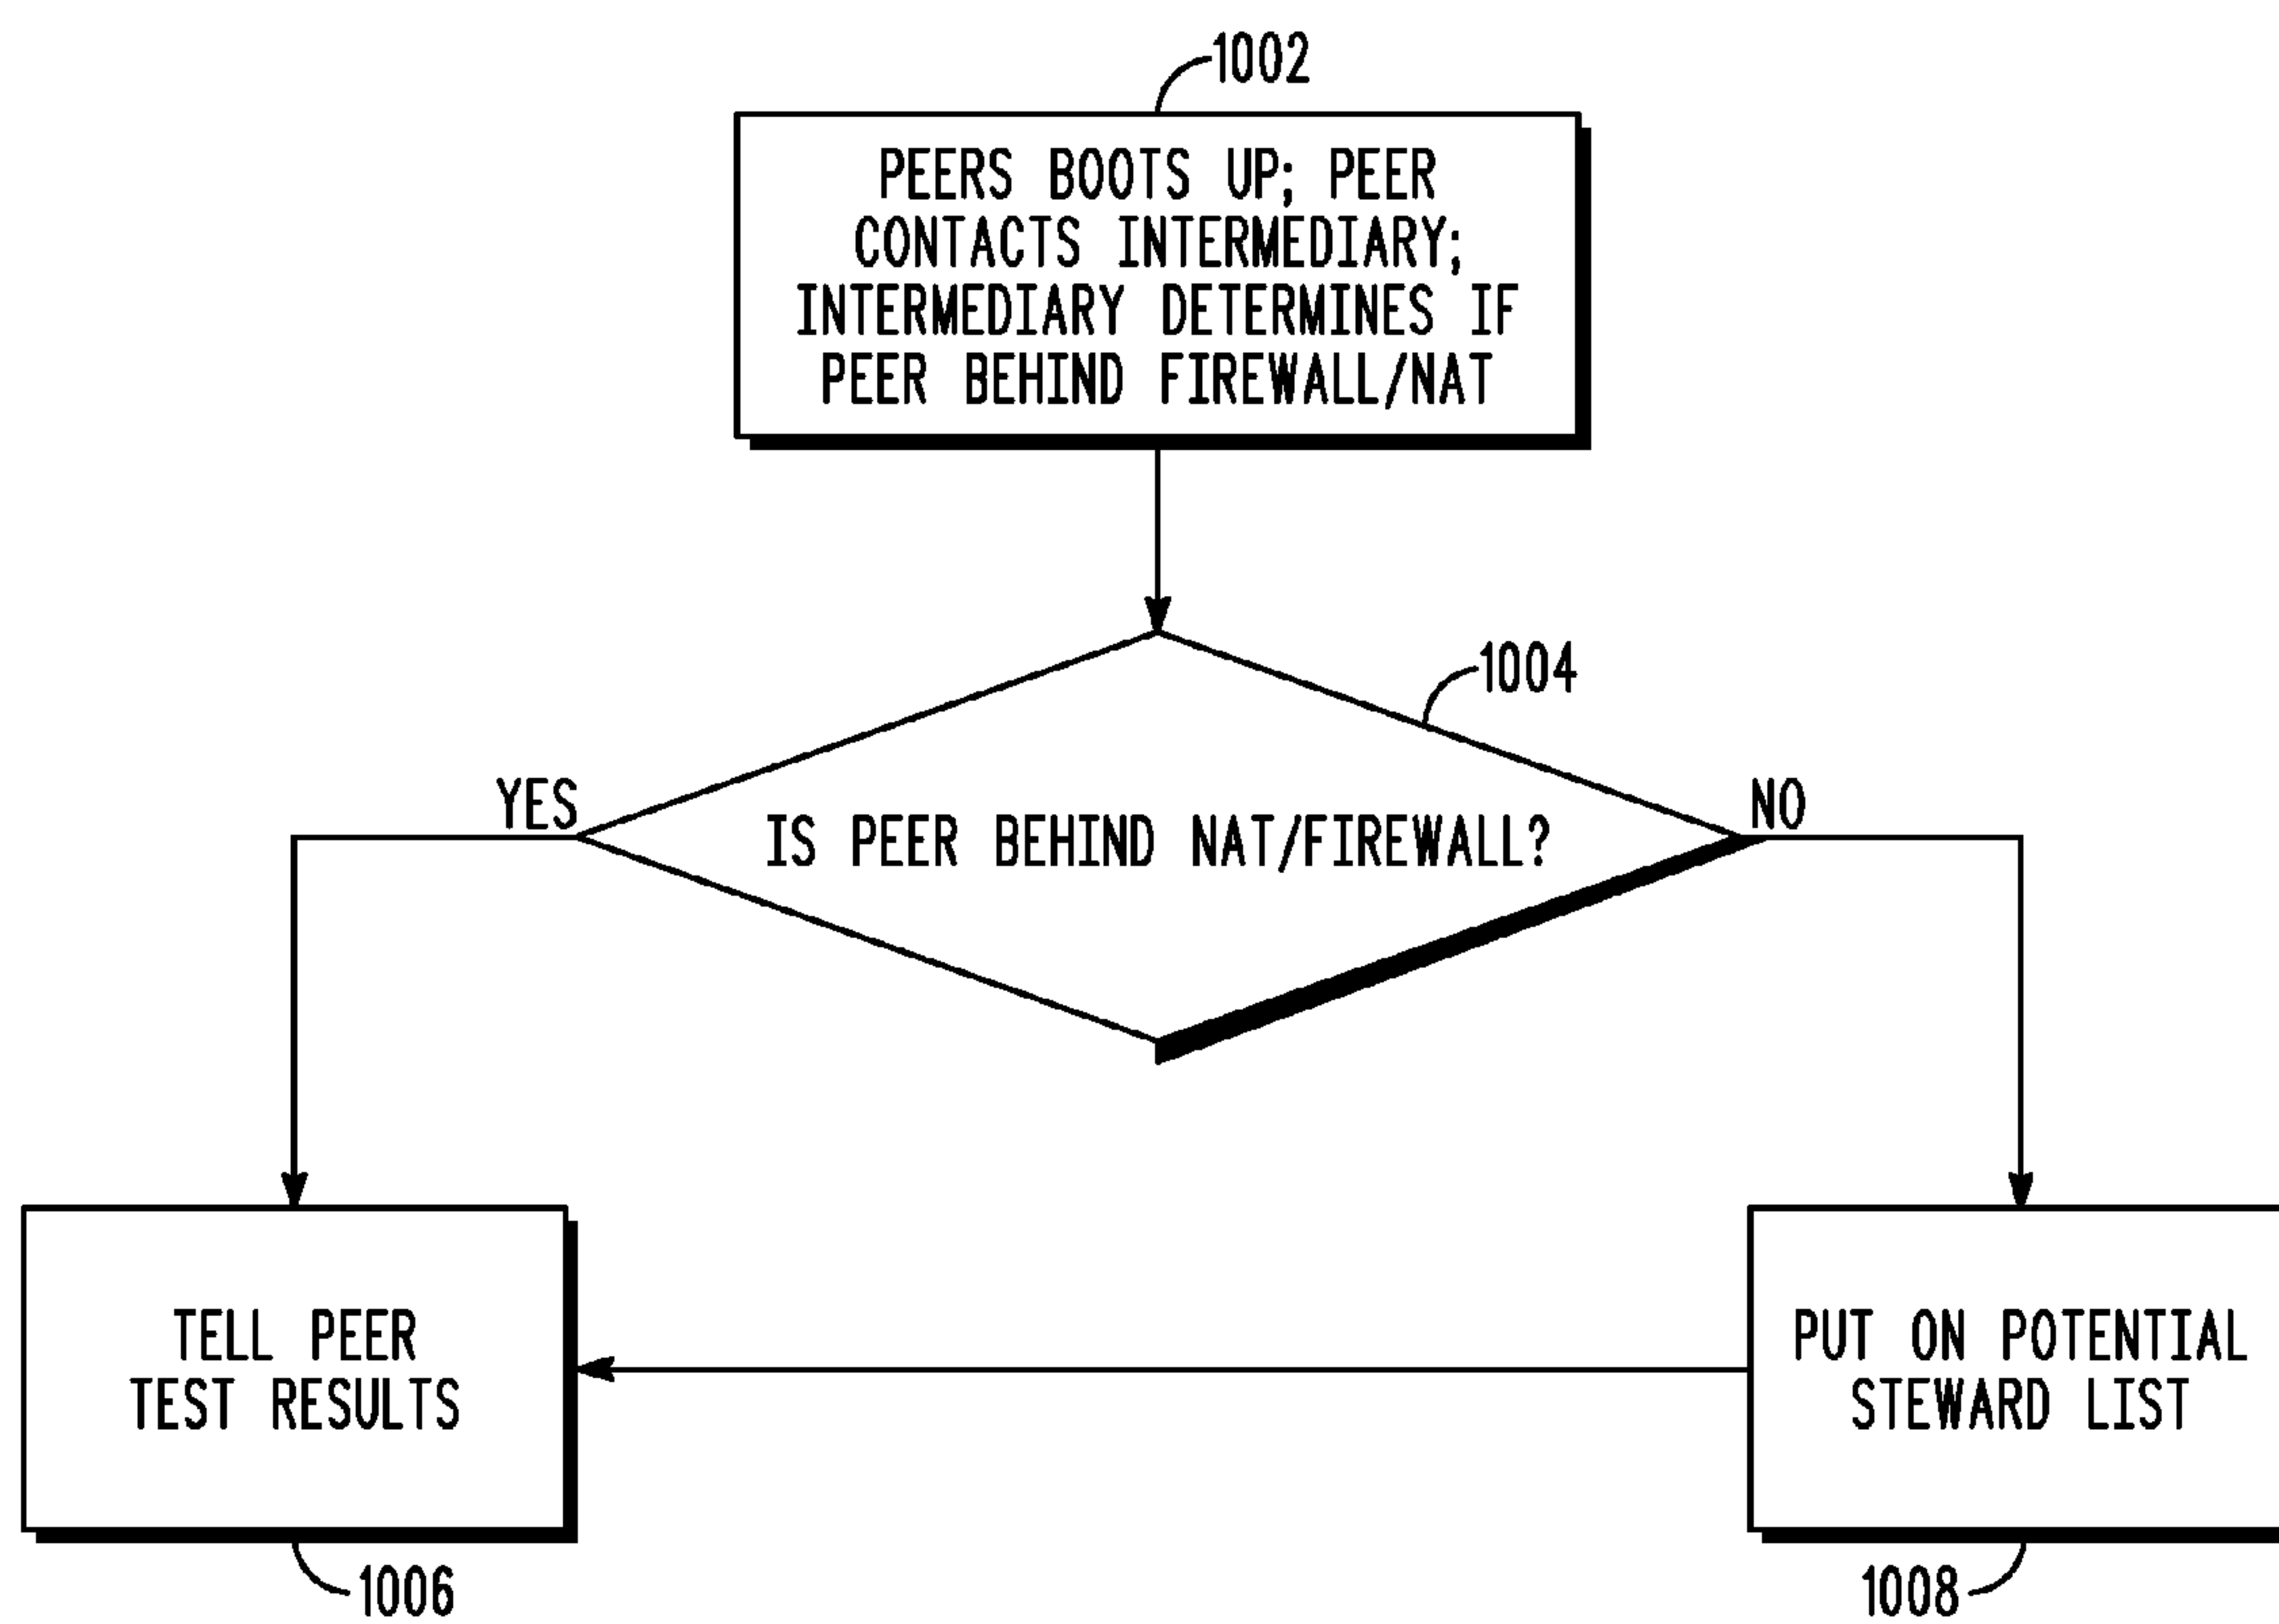 1002
PEERS BOOTS UP; PEER
CONTACTS INTERMEDIARY;
INTERMEDIARY DETERMINES IF
PEER BEHIND FIREWALL/NAT
1004
YES
NO
IS PEER BEHIND NAT/FIREWALL?
TELL PEER
TEST RESULTS
PUT ON POTENTIAL
STEWARD LIST
1006
1008